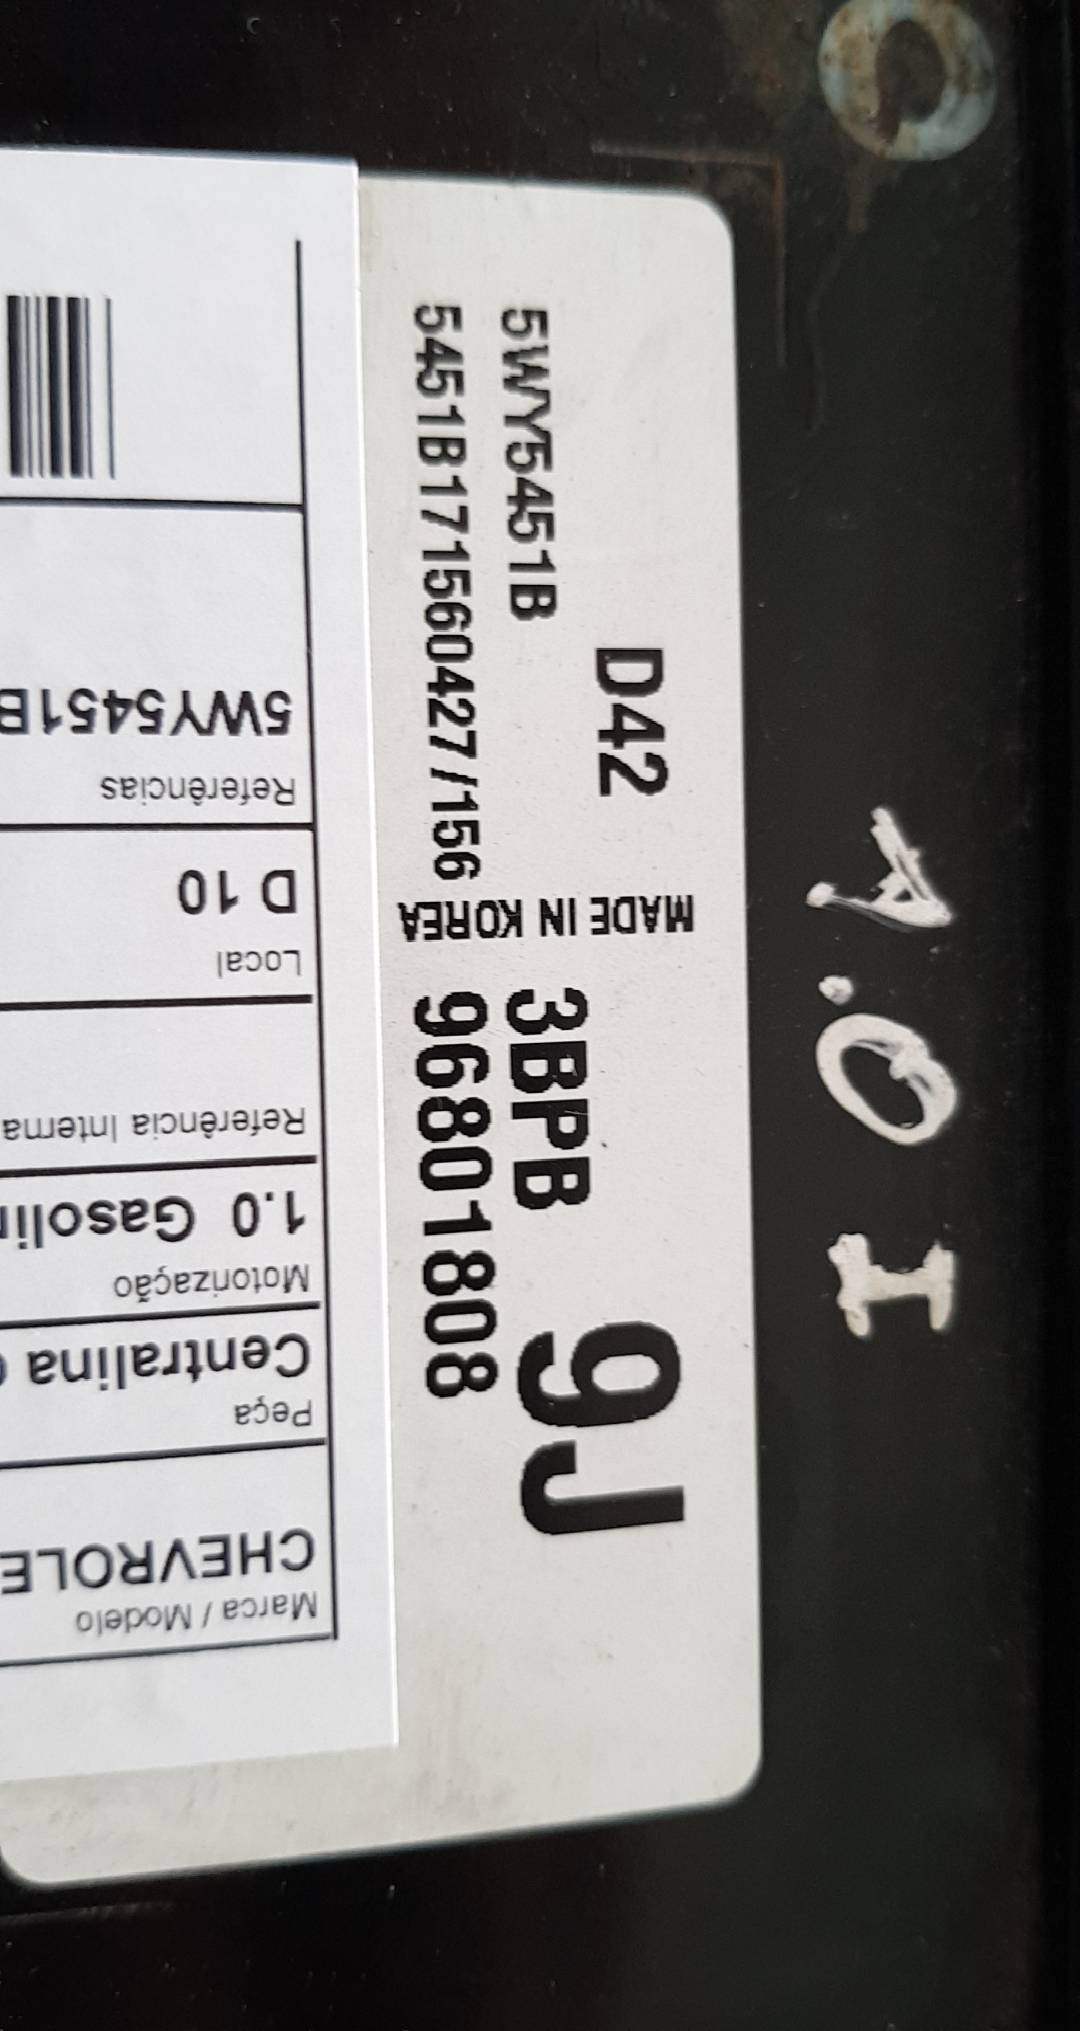 1.0 I
D42
9J
5WY5451B
3BPB
5451B171560427/156
96801808
MADE IN KOREA
Marca / Modelo
CHEVROLE
Peça
Centralina
Motorização
1.0 Gasolin
Referência Interna
Local
D 10
Referências
5WY5451B